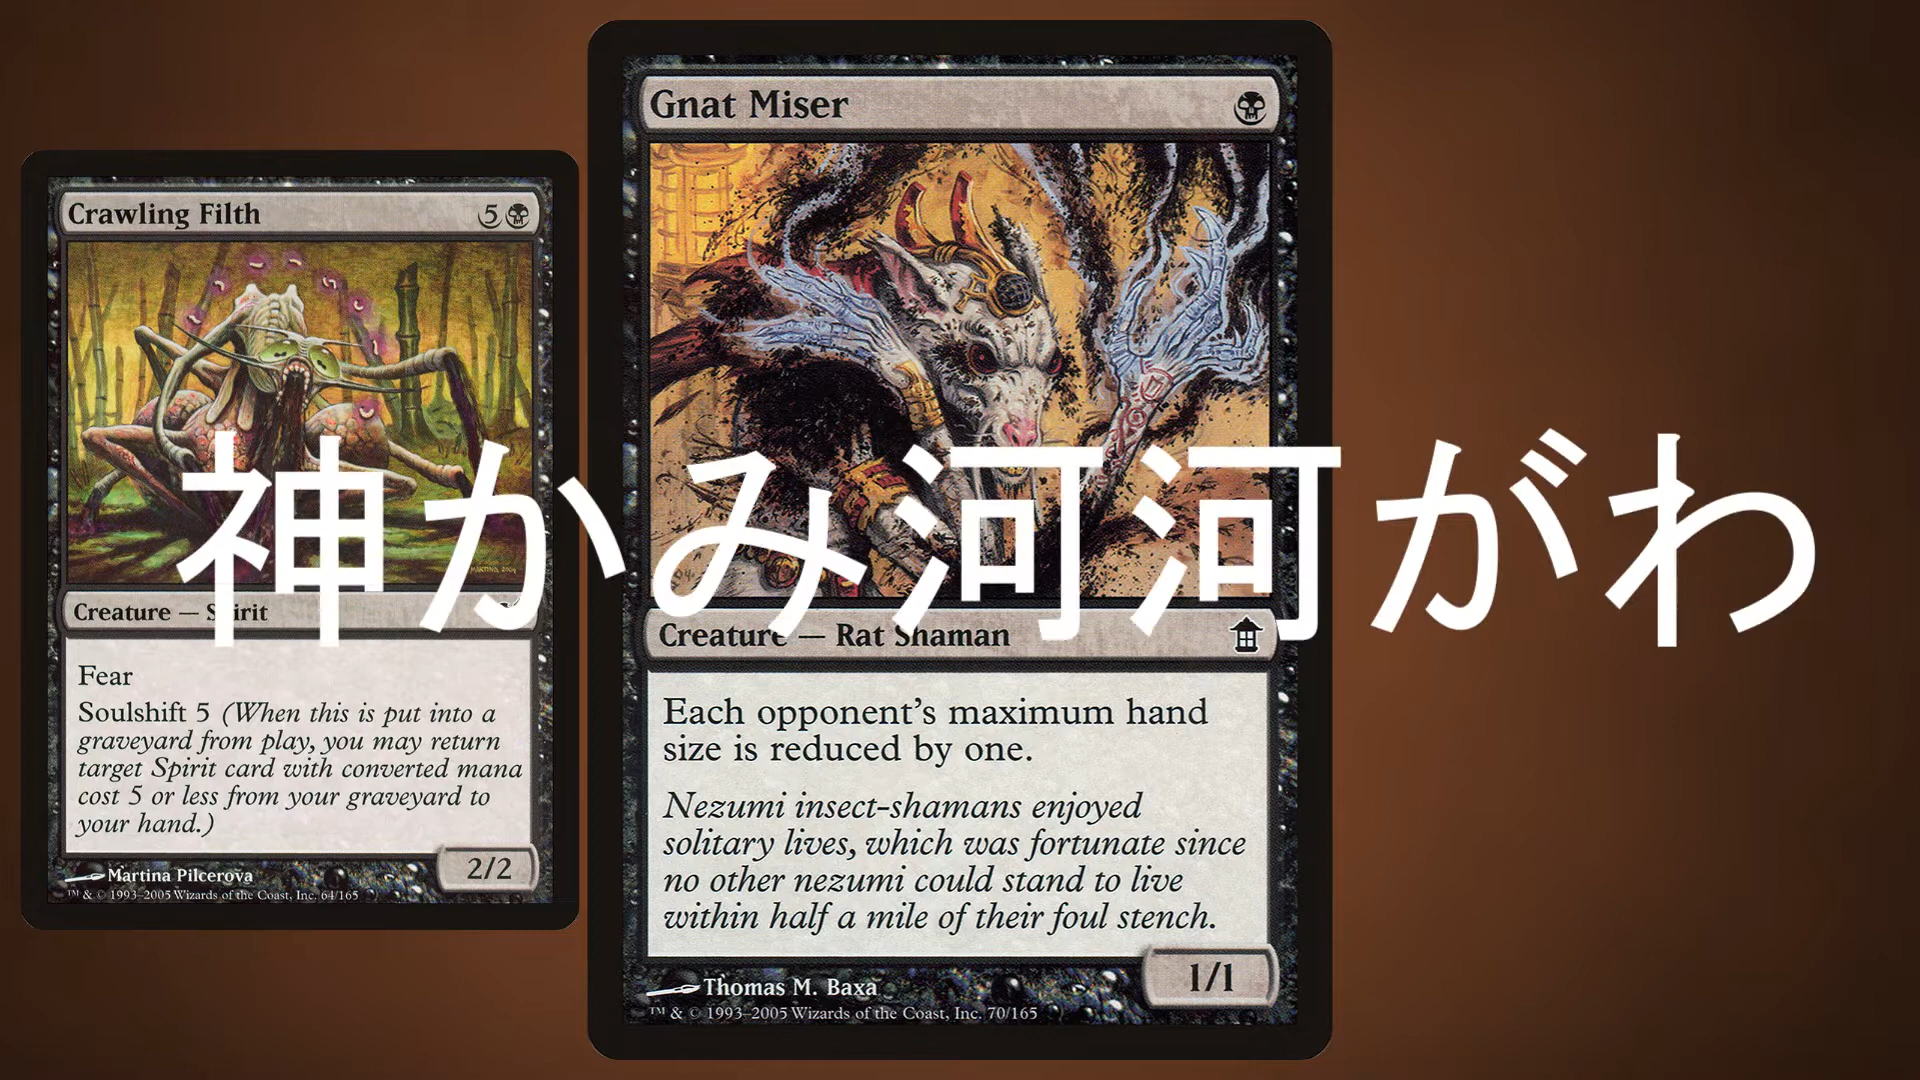 Crawling Filth
5
Creature — Spirit
Fear
Soulshift 5 (When this is put into a
graveyard from play, you may return
target Spirit card with converted mana
cost 5 or less from your graveyard to
your hand.)
2/2
Martina Pilcerova
™ & © 1993–2005 Wizards of the Coast, Inc. 64/165
Gnat Miser
Creature — Rat Shaman
Each opponent's maximum hand
size is reduced by one.
Nezumi insect-shamans enjoyed
solitary lives, which was fortunate since
no other nezumi could stand to live
within half a mile of their foul stench.
1/1
Thomas M. Baxa
™ & © 1993–2005 Wizards of the Coast, Inc. 70/165
神かみ河河がわ